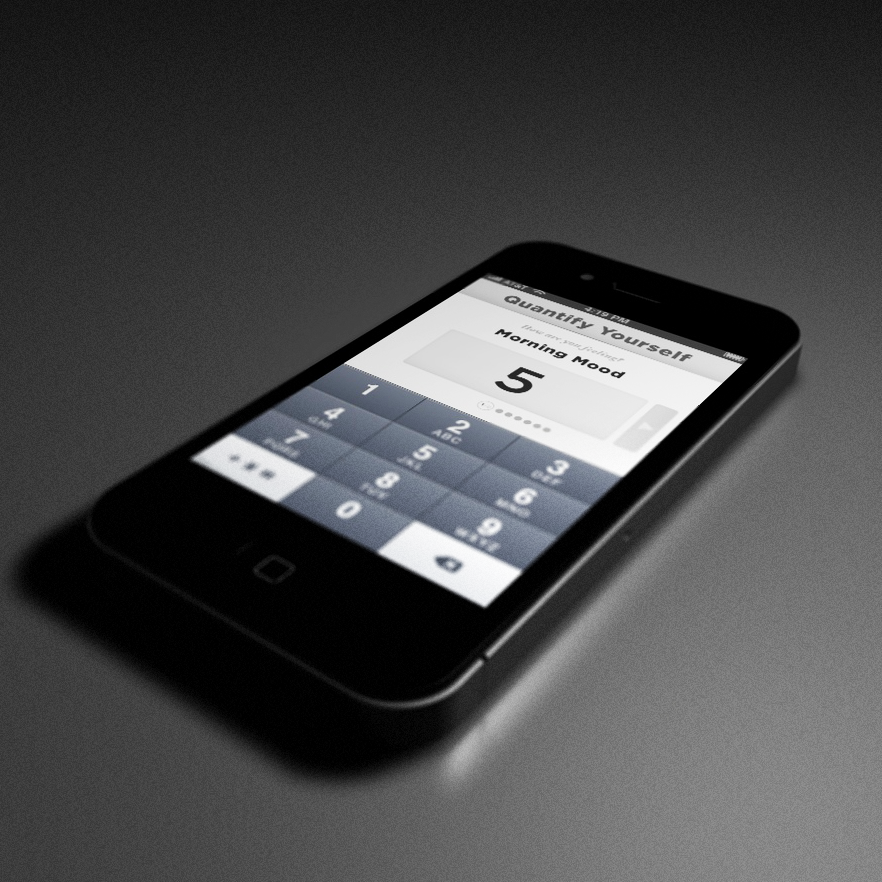 AT&T 4:19 PM
Quantify Yourself
How are you feeling?
Morning Mood
5
1
2
ABC
3
DEF
4
GHI
5
JKL
6
MNO
7
PQRS
8
TUV
9
WXYZ
+*#
0